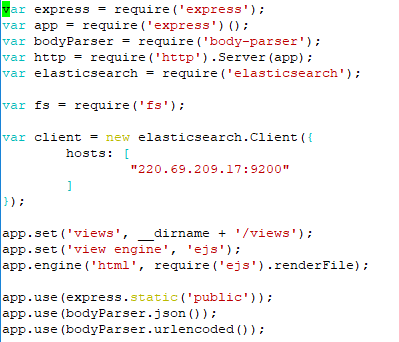 var express = require('express');
var app = require('express')();
var bodyParser = require('body-parser');
var http = require('http').Server(app);
var elasticsearch = require('elasticsearch');
var fs = require('fs');
var client = new elasticsearch.Client({
hosts: [
"220.69.209.17:9200"
]
});
app.set('views', __dirname + '/views');
app.set('view engine', 'ejs');
app.engine('html', require('ejs').renderFile);
app.use(express.static('public'));
app.use(bodyParser.json());
app.use(bodyParser.urlencoded());